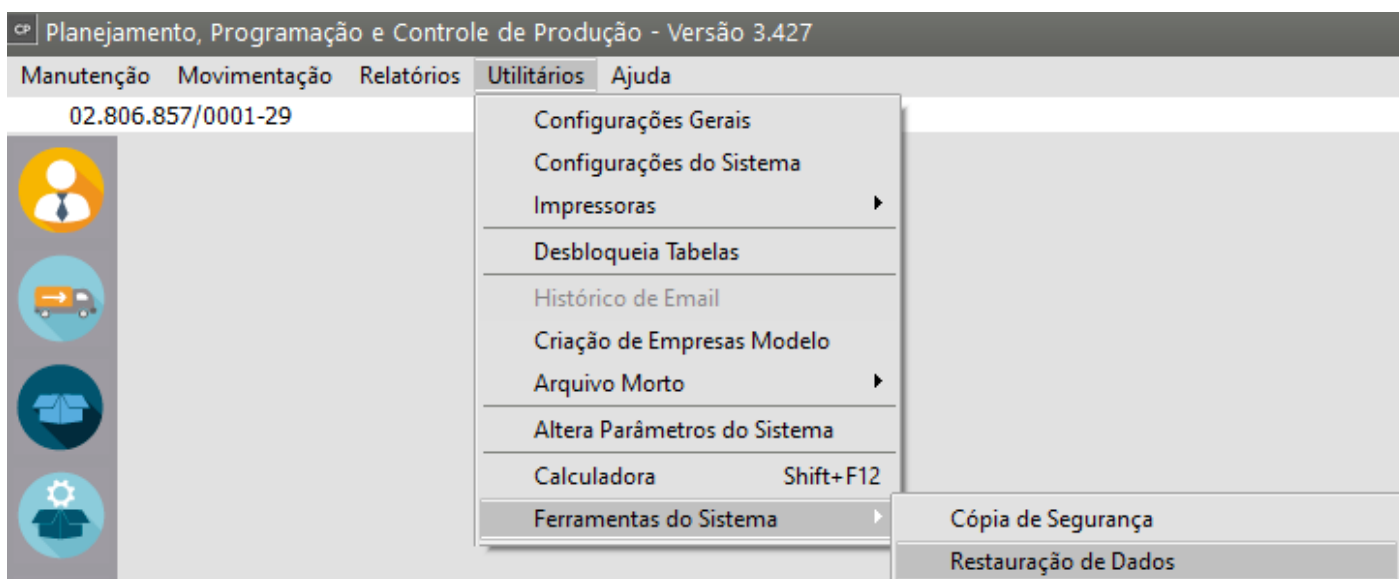 CP Planejamento, Programação e Controle de Produção - Versão 3.427
Manutenção Movimentação Relatórios Utilitários Ajuda
02.806.857/0001-29
Configurações Gerais
Configurações do Sistema
Impressoras
Desbloqueia Tabelas
Histórico de Email
Criação de Empresas Modelo
Arquivo Morto
Altera Parâmetros do Sistema
Calculadora Shift+F12
Ferramentas do Sistema
Cópia de Segurança
Restauração de Dados